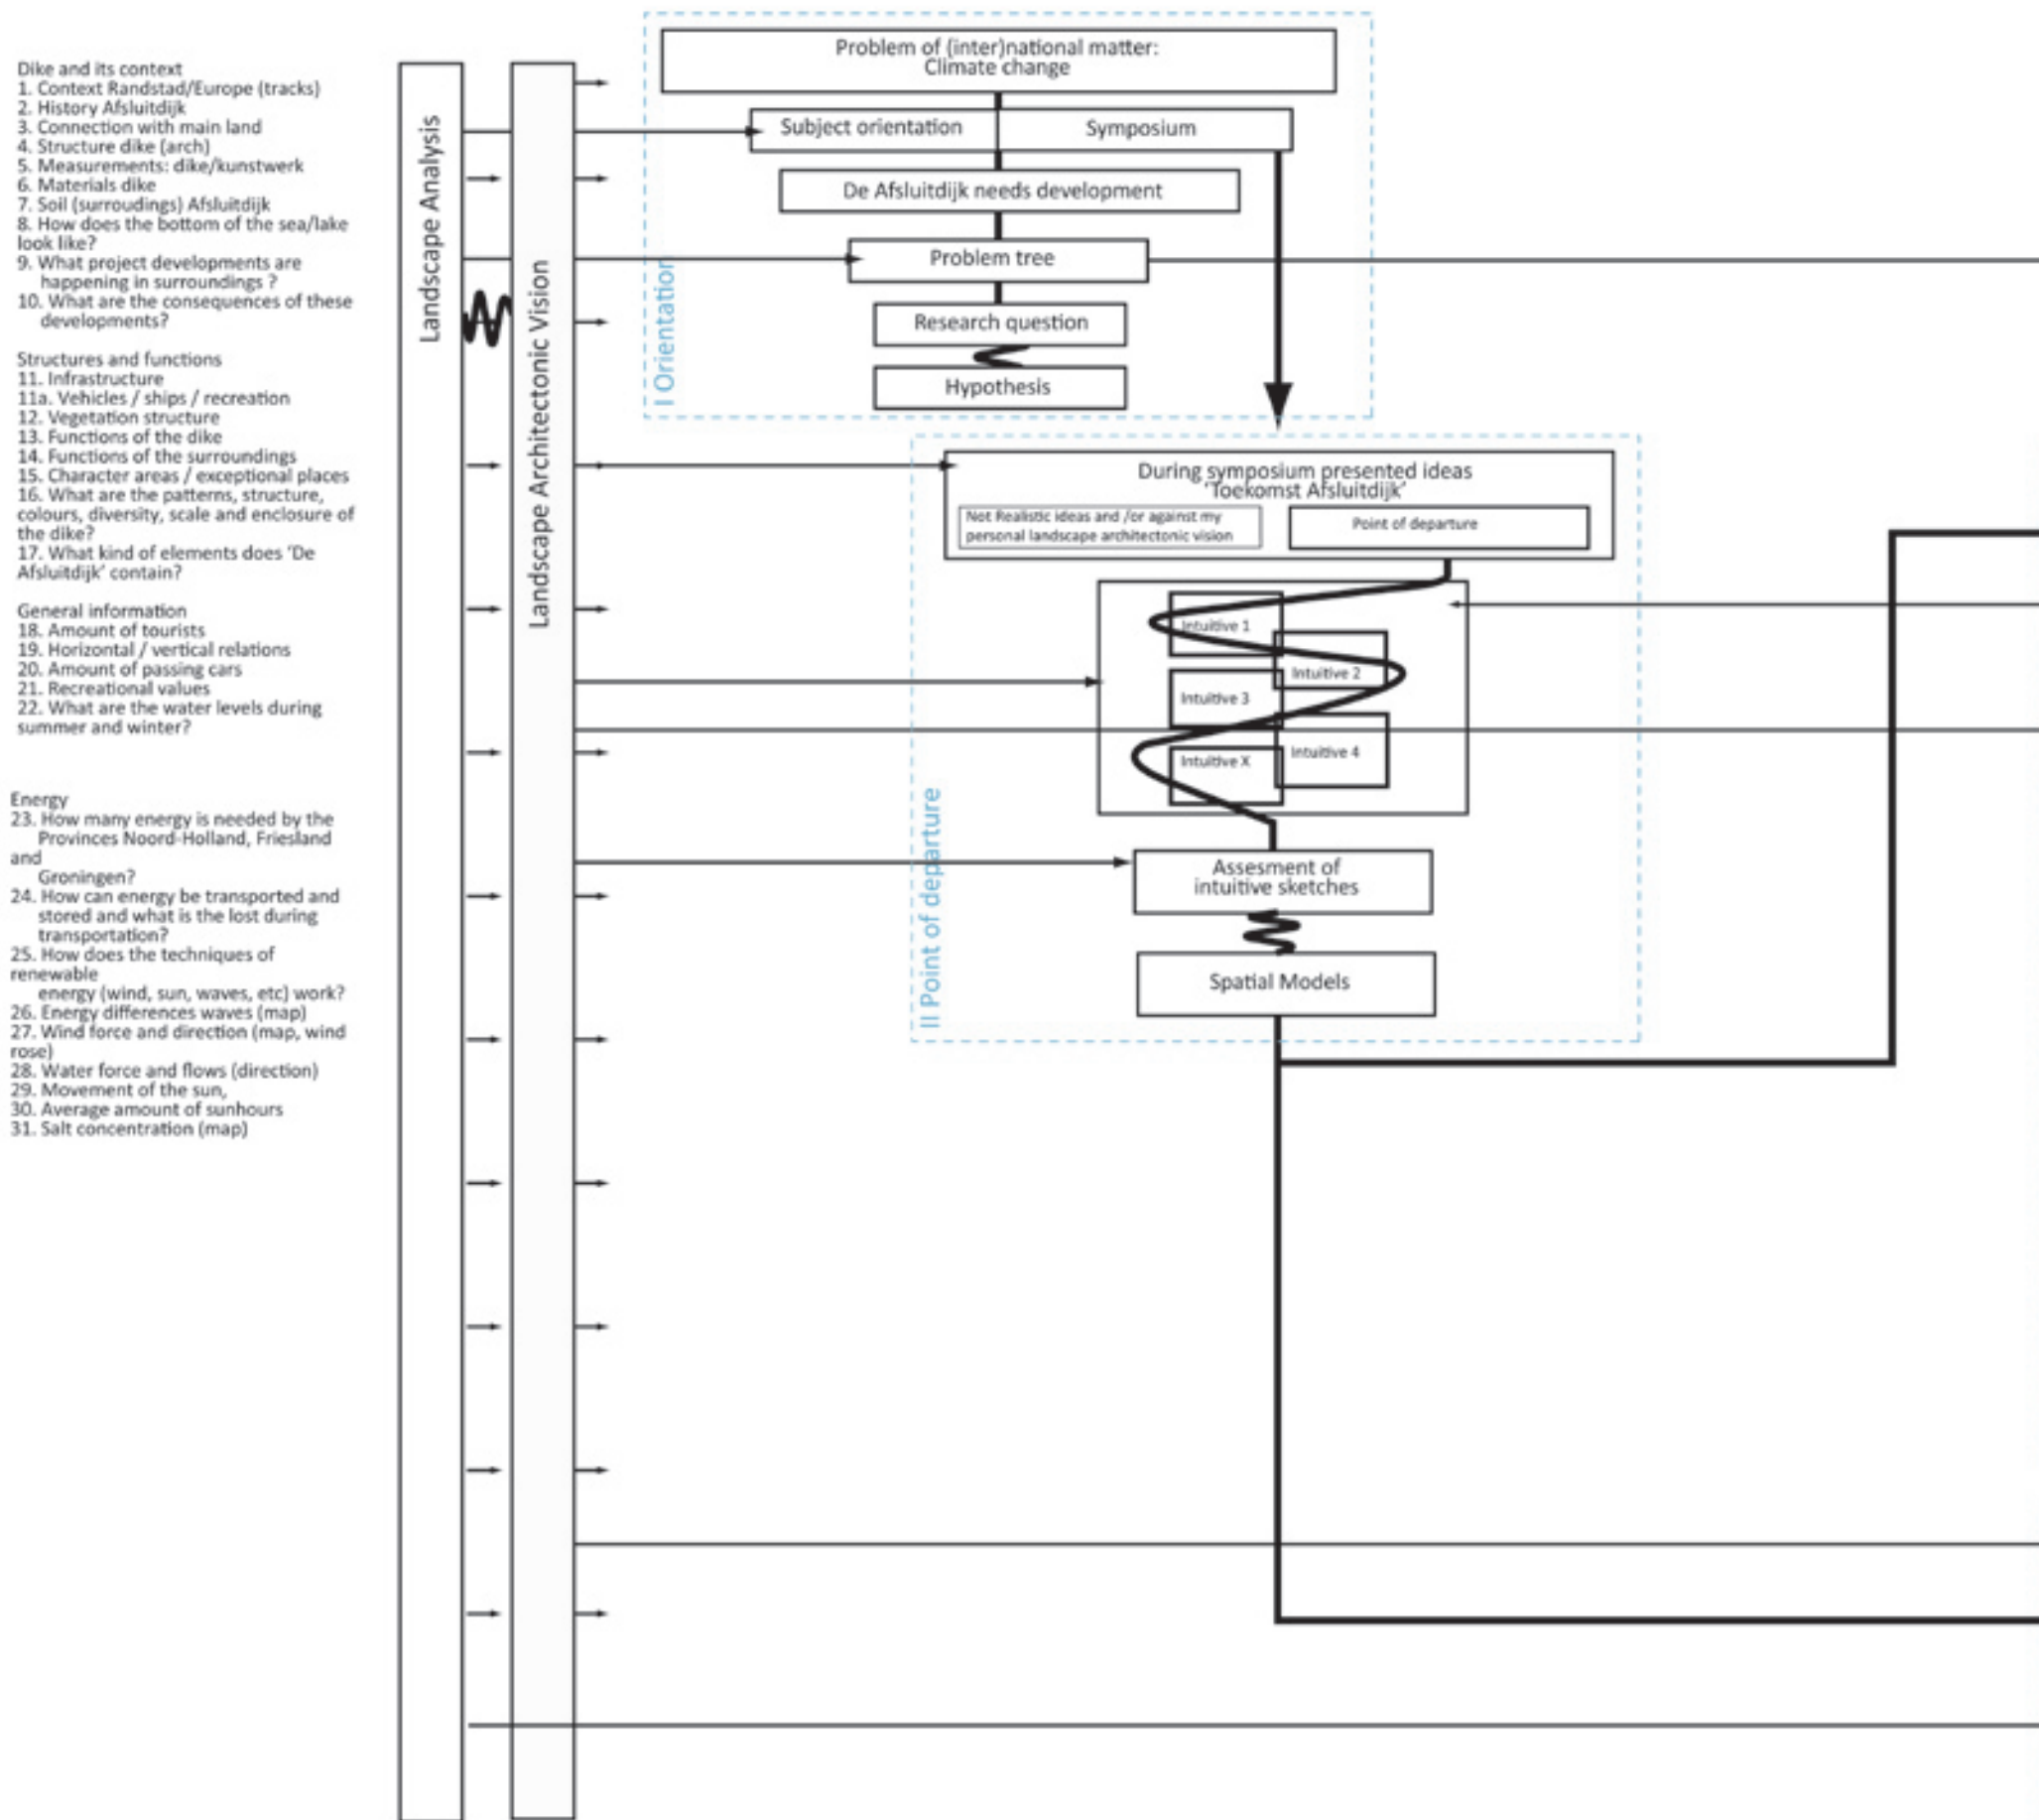 Dike and its context
1. Context Randstad/Europe (tracks)
2. History Afsluitdijk
3. Connection with main land
4. Structure dike (arch)
5. Measurements: dike/kunstwerk
6. Materials dike
7. Soil (surroudings) Afsluitdijk
8. How does the bottom of the sea/lake
look like?
9. What project developments are
happening in surroundings ?
10. What are the consequences of these
developments?
Structures and functions
11. Infrastructure
11a. Vehicles / ships / recreation
12. Vegetation structure
13. Functions of the dike
14. Functions of the surroundings
15. Character areas / exceptional places
16. What are the patterns, structure,
colours, diversity, scale and enclosure of
the dike?
17. What kind of elements does ‘De
Afsluitdijk’ contain?
General information
18. Amount of tourists
19. Horizontal / vertical relations
20. Amount of passing cars
21. Recreational values
22. What are the water levels during
summer and winter?
Energy
23. How many energy is needed by the
Provinces Noord-Holland, Friesland
and
Groningen?
24. How can energy be transported and
stored and what is the lost during
transportation?
25. How does the techniques of
renewable
energy (wind, sun, waves, etc) work?
26. Energy differences waves (map)
27. Wind force and direction (map, wind
rose)
28. Water force and flows (direction)
29. Movement of the sun,
30. Average amount of sunhours
31. Salt concentration (map)
Landscape Analysis
Landscape Architectonic Vision
I Orientation
Problem of (inter)national matter:
Climate change
Subject orientation
Symposium
De Afsluitdijk needs development
Problem tree
Research question
Hypothesis
II Point of departure
During symposium presented ideas
‘Toekomst Afsluitdijk’
Not Realistic ideas and /or against my
personal landscape architectonic vision
Point of departure
Intuitive 1
Intuitive 2
Intuitive 3
Intuitive 4
Intuitive X
Assesment of
intuitive sketches
Spatial Models